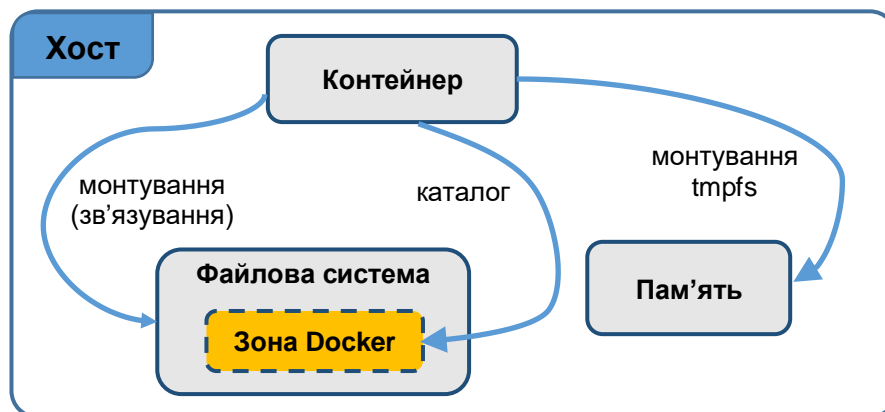 Хост
Контейнер
монтування
(зв’язування)
каталог
монтування
tmpfs
Файлова система
Зона Docker
Пам’ять